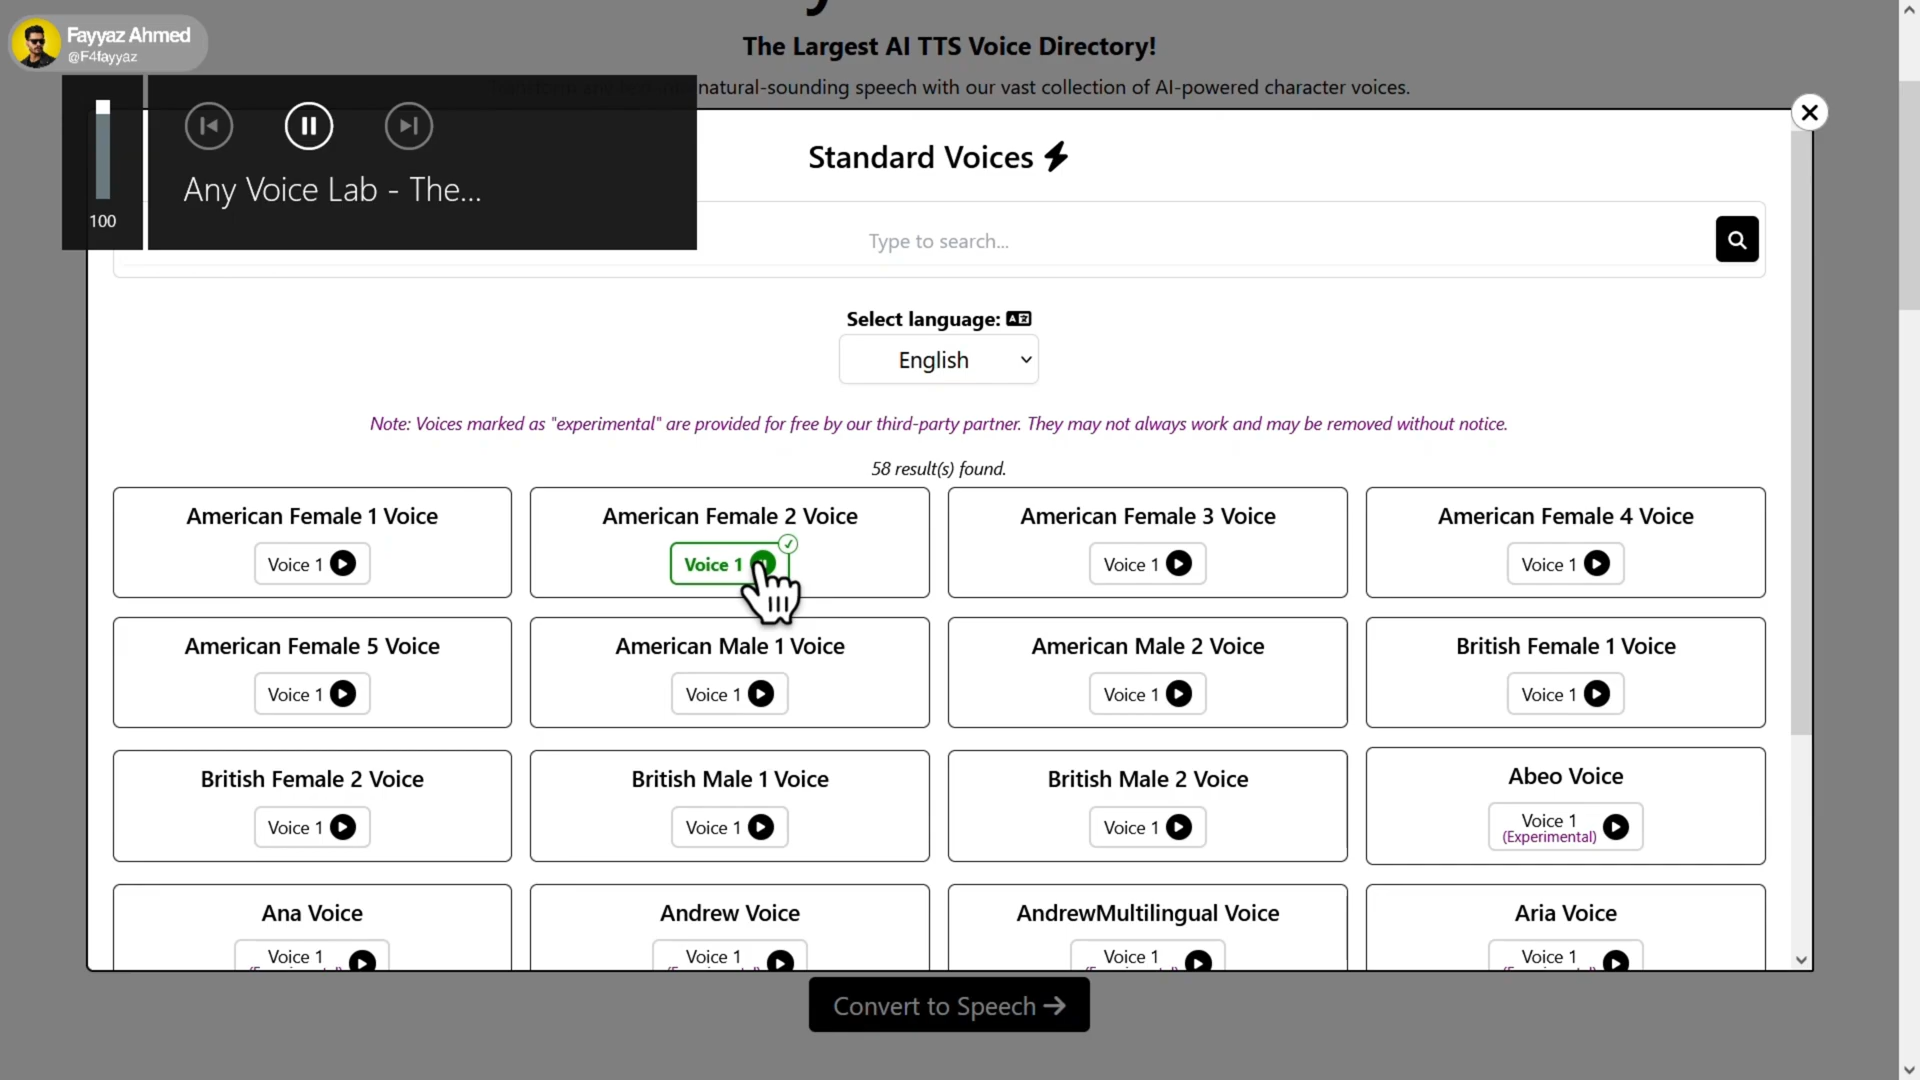 Fayyaz Ahmed
@F4fayyaz
The Largest AI TTS Voice Directory!
natural-sounding speech with our vast collection of AI-powered character voices.
100
Any Voice Lab - The...
Standard Voices
Type to search...
Select language:
English
Note: Voices marked as "experimental" are provided for free by our third-party partner. They may not always work and may be removed without notice.
58 result(s) found.
American Female 1 Voice
Voice 1
American Female 2 Voice
Voice 1
American Female 3 Voice
Voice 1
American Female 4 Voice
Voice 1
American Female 5 Voice
Voice 1
American Male 1 Voice
Voice 1
American Male 2 Voice
Voice 1
British Female 1 Voice
Voice 1
British Female 2 Voice
Voice 1
British Male 1 Voice
Voice 1
British Male 2 Voice
Voice 1
Abeo Voice
Voice 1
(Experimental)
Ana Voice
Voice 1
Andrew Voice
Voice 1
AndrewMultilingual Voice
Voice 1
Aria Voice
Voice 1
Convert to Speech